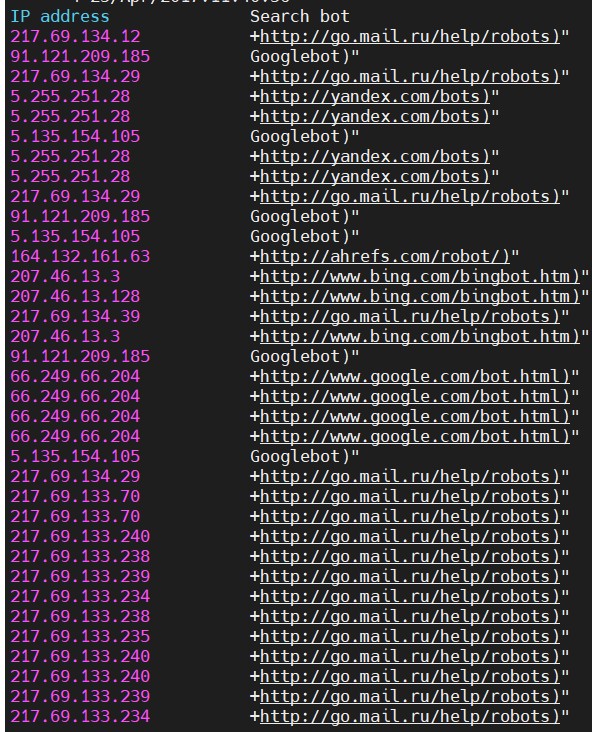 IP address Search bot
217.69.134.12 +http://go.mail.ru/help/robots)"
91.121.209.185 Googlebot)"
217.69.134.29 +http://go.mail.ru/help/robots)"
5.255.251.28 +http://yandex.com/bots)"
5.255.251.28 +http://yandex.com/bots)"
5.135.154.105 Googlebot)"
5.255.251.28 +http://yandex.com/bots)"
5.255.251.28 +http://yandex.com/bots)"
217.69.134.29 +http://go.mail.ru/help/robots)"
91.121.209.185 Googlebot)"
5.135.154.105 Googlebot)"
164.132.161.63 +http://ahrefs.com/robot/)"
207.46.13.3 +http://www.bing.com/bingbot.htm)"
207.46.13.128 +http://www.bing.com/bingbot.htm)"
217.69.134.39 +http://go.mail.ru/help/robots)"
207.46.13.3 +http://www.bing.com/bingbot.htm)"
91.121.209.185 Googlebot)"
66.249.66.204 +http://www.google.com/bot.html)"
66.249.66.204 +http://www.google.com/bot.html)"
66.249.66.204 +http://www.google.com/bot.html)"
66.249.66.204 +http://www.google.com/bot.html)"
5.135.154.105 Googlebot)"
217.69.134.29 +http://go.mail.ru/help/robots)"
217.69.133.70 +http://go.mail.ru/help/robots)"
217.69.133.70 +http://go.mail.ru/help/robots)"
217.69.133.240 +http://go.mail.ru/help/robots)"
217.69.133.238 +http://go.mail.ru/help/robots)"
217.69.133.239 +http://go.mail.ru/help/robots)"
217.69.133.234 +http://go.mail.ru/help/robots)"
217.69.133.238 +http://go.mail.ru/help/robots)"
217.69.133.235 +http://go.mail.ru/help/robots)"
217.69.133.240 +http://go.mail.ru/help/robots)"
217.69.133.240 +http://go.mail.ru/help/robots)"
217.69.133.239 +http://go.mail.ru/help/robots)"
217.69.133.234 +http://go.mail.ru/help/robots)"